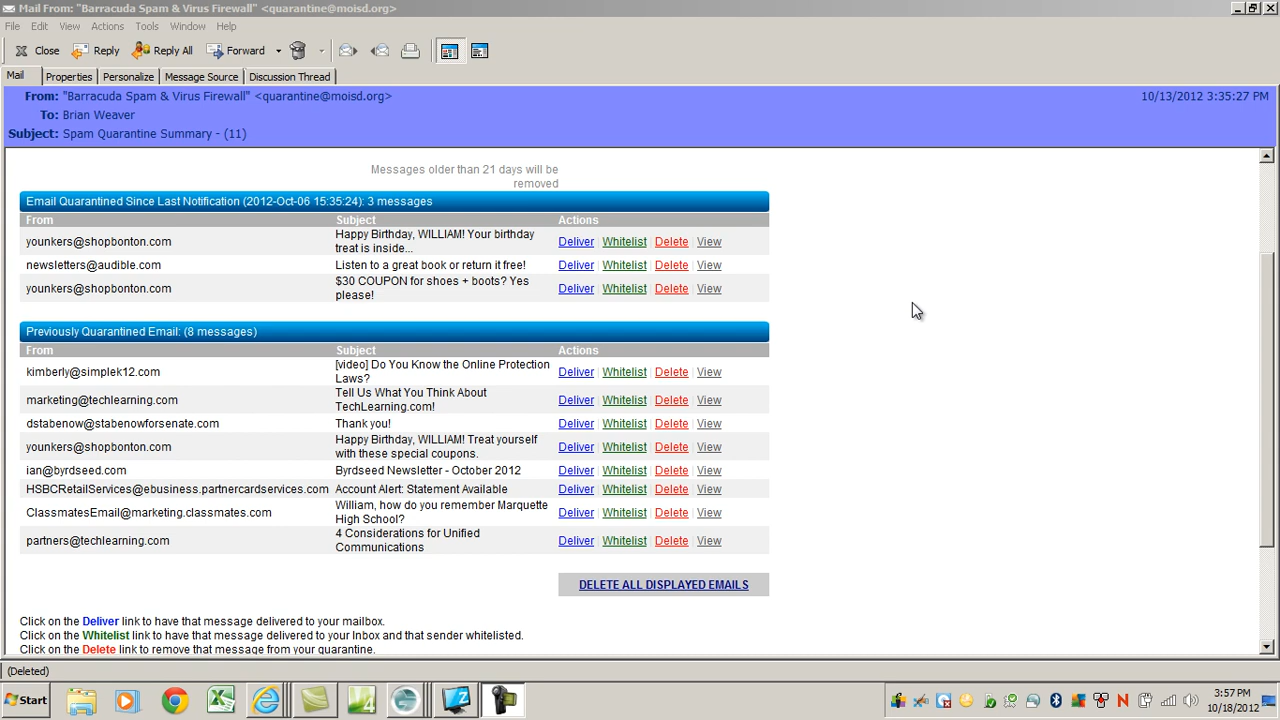 Mail From: "Barracuda Spam & Virus Firewall" <quarantine@moisd.org>
File Edit View Actions Tools Window Help
Close Reply Reply All Forward
Mail Properties Personalize Message Source Discussion Thread
From: "Barracuda Spam & Virus Firewall" <quarantine@moisd.org> 10/13/2012 3:35:27 PM
To: Brian Weaver
Subject: Spam Quarantine Summary - (11)
Messages older than 21 days will be
removed
Email Quarantined Since Last Notification (2012-Oct-06 15:35:24): 3 messages
From Subject Actions
younkers@shopbonton.com Happy Birthday, WILLIAM! Your birthday
treat is inside... Deliver | Whitelist | Delete | View
newsletters@audible.com Listen to a great book or return it free! Deliver | Whitelist | Delete | View
younkers@shopbonton.com $30 COUPON for shoes + boots? Yes
please! Deliver | Whitelist | Delete | View
Previously Quarantined Email: (8 messages)
From Subject Actions
kimberly@simplek12.com [video] Do You Know the Online Protection
Laws? Deliver | Whitelist | Delete | View
marketing@techlearning.com Tell Us What You Think About
TechLearning.com! Deliver | Whitelist | Delete | View
dstabenow@stabenowforsenate.com Thank you! Deliver | Whitelist | Delete | View
younkers@shopbonton.com Happy Birthday, WILLIAM! Treat yourself
with these special coupons. Deliver | Whitelist | Delete | View
ian@byrdseed.com Byrdseed Newsletter - October 2012 Deliver | Whitelist | Delete | View
HSBCRetailServices@ebusiness.partnercardservices.com Account Alert: Statement Available Deliver | Whitelist | Delete | View
ClassmatesEmail@marketing.classmates.com William, how do you remember Marquette
High School? Deliver | Whitelist | Delete | View
partners@techlearning.com 4 Considerations for Unified
Communications Deliver | Whitelist | Delete | View
DELETE ALL DISPLAYED EMAILS
Click on the Deliver link to have that message delivered to your mailbox.
Click on the Whitelist link to have that message delivered to your Inbox and that sender whitelisted.
Click on the Delete link to remove that message from your quarantine.
(Deleted)
Start 3:57 PM
10/18/2012